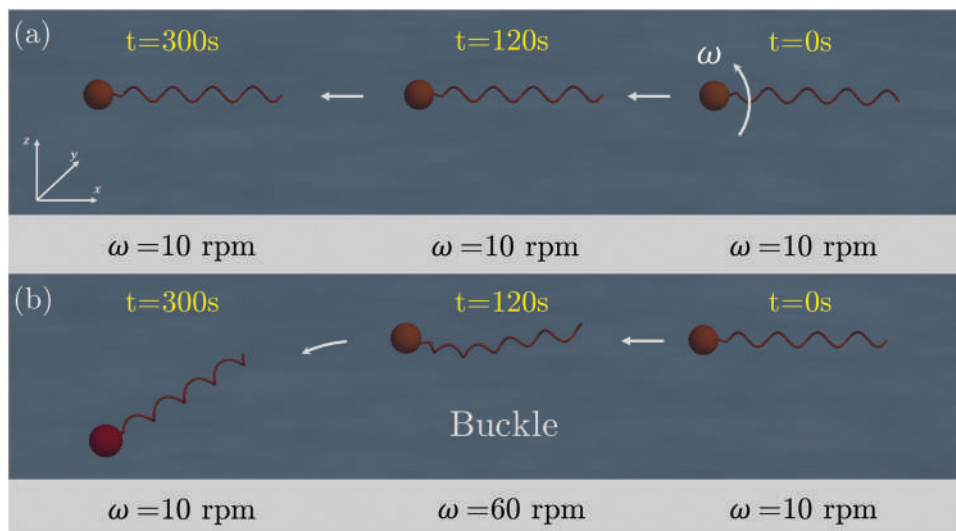 (a)
t=300s t=120s t=0s
ω
z
y
x
ω=10 rpm ω=10 rpm ω=10 rpm
(b)
t=300s t=120s t=0s
Buckle
ω=10 rpm ω=60 rpm ω=10 rpm